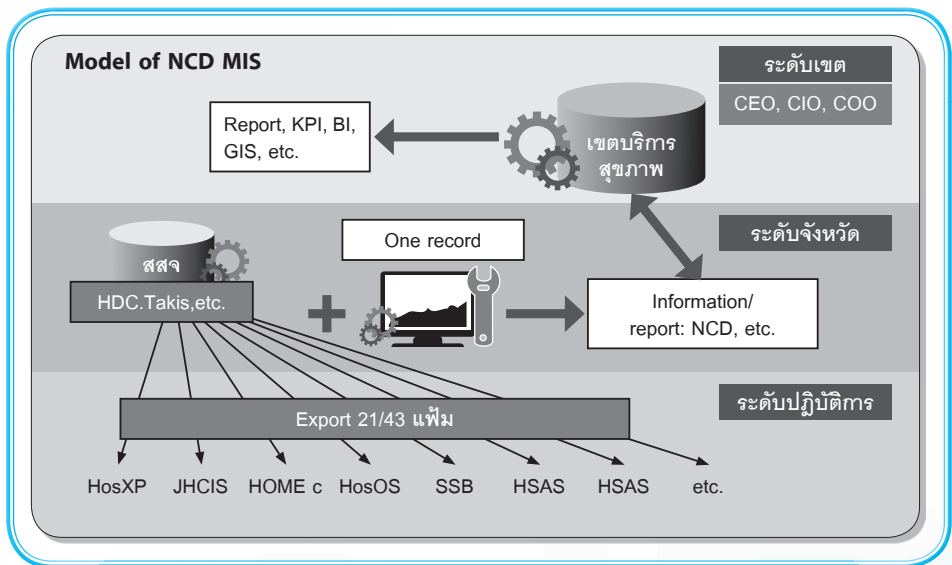 Model of NCD MIS
ระดับเขต
CEO, CIO, COO
Report, KPI, BI,
GIS, etc.
เขตบริการ
สุขภาพ
ระดับจังหวัด
One record
สสจ
HDC.Takis,etc.
Information/
report: NCD, etc.
ระดับปฎิบัติการ
Export 21/43 แฟ้ม
HosXP JHCIS HOME c HosOS SSB HSAS HSAS etc.